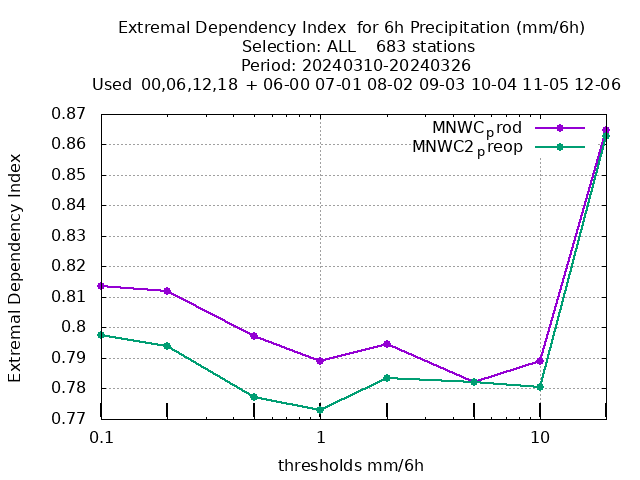 Extremal Dependency Index  for 6h Precipitation (mm/6h)
Selection: ALL    683 stations
Period: 20240310-20240326
Used  00,06,12,18  + 06-00 07-01 08-02 09-03 10-04 11-05 12-06
MNWCprod
MNWC2preop
0.87
0.86
0.85
0.84
0.83
0.82
0.81
0.8
0.79
0.78
0.77
Extremal Dependency Index
0.1 1 10
thresholds mm/6h